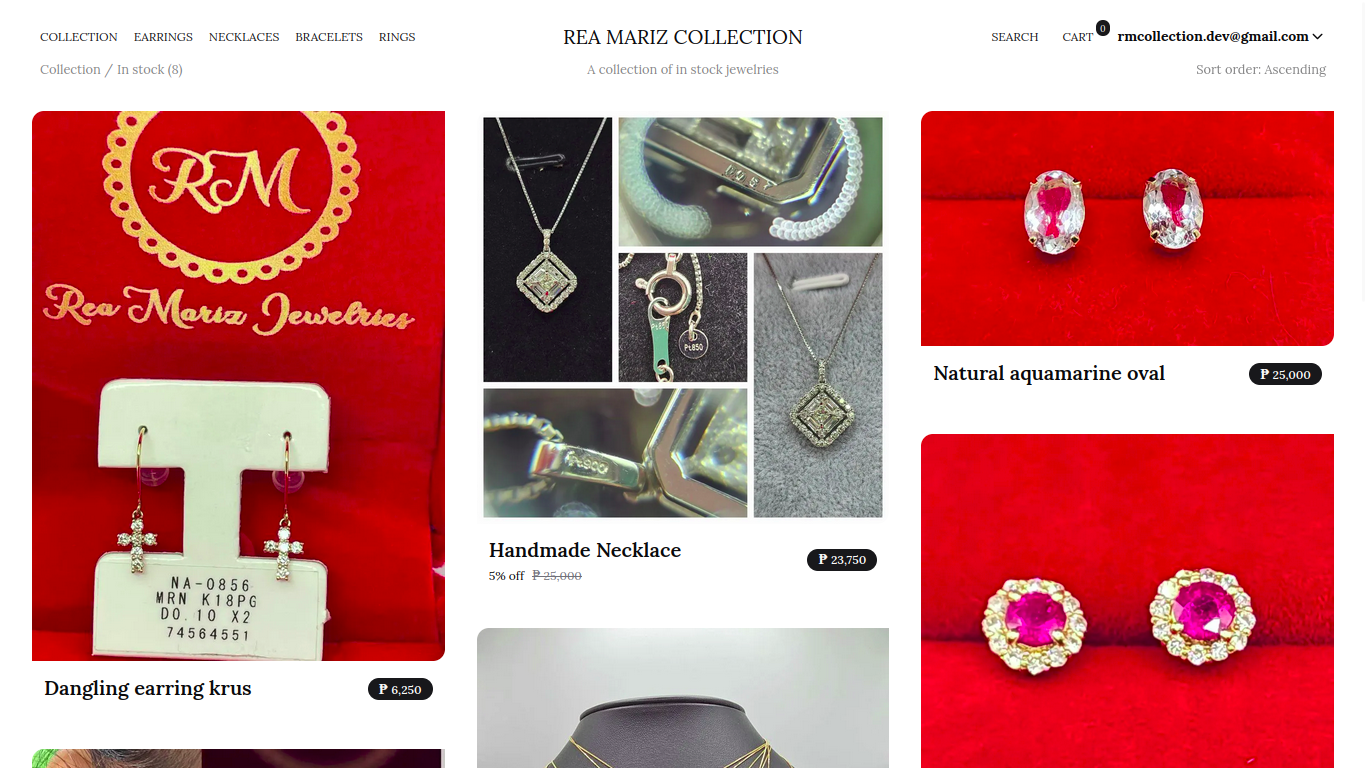 COLLECTION EARRINGS NECKLACES BRACELETS RINGS
REA MARIZ COLLECTION
SEARCH CART 0 rmcollection.dev@gmail.com
Collection / In stock (8)
A collection of in stock jewelries
Sort order: Ascending
RM
Rea Mariz Jewelries
NA-0856
MRN K18PG
D0.10 X2
74564551
Dangling earring krus
₱ 6,250
Pt850
Pt850
Pt900
Handmade Necklace
₱ 23,750
5% off ₱ 25,000
Natural aquamarine oval
₱ 25,000